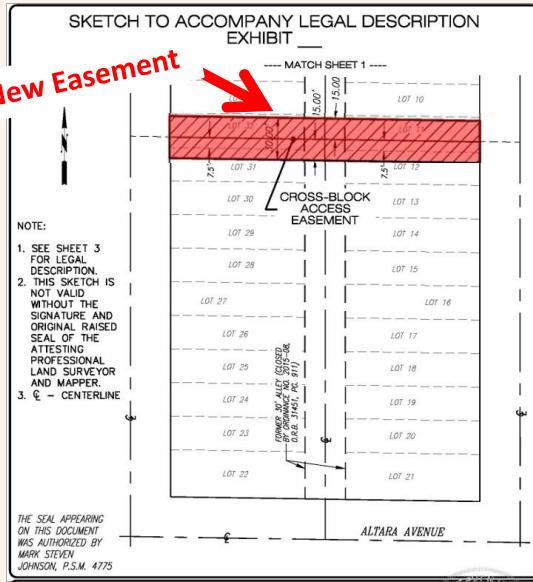 SKETCH TO ACCOMPANY LEGAL DESCRIPTION
EXHIBIT ___
New Easement
---- MATCH SHEET 1 ----
LOT 10
15.00'
15.00
LOT 32
LOT 11
30.00'
7.5'
7.5'
LOT 31
LOT 12
CROSS-BLOCK
ACCESS
EASEMENT
LOT 30
LOT 13
LOT 29
LOT 14
LOT 28
LOT 15
LOT 27
LOT 16
LOT 26
LOT 17
LOT 25
LOT 18
LOT 24
LOT 19
LOT 23
LOT 20
LOT 22
LOT 21
FORMER 30' ALLEY (CLOSED
BY ORDINANCE NO. 2015-08,
O.R.B. 31451, PG. 911)
NOTE:
1. SEE SHEET 3
FOR LEGAL
DESCRIPTION.
2. THIS SKETCH IS
NOT VALID
WITHOUT THE
SIGNATURE AND
ORIGINAL RAISED
SEAL OF THE
ATTESTING
PROFESSIONAL
LAND SURVEYOR
AND MAPPER.
3. ℄ - CENTERLINE
℄
℄
℄
℄
ALTARA AVENUE
THE SEAL APPEARING
ON THIS DOCUMENT
WAS AUTHORIZED BY
MARK STEVEN
JOHNSON, P.S.M. 4775